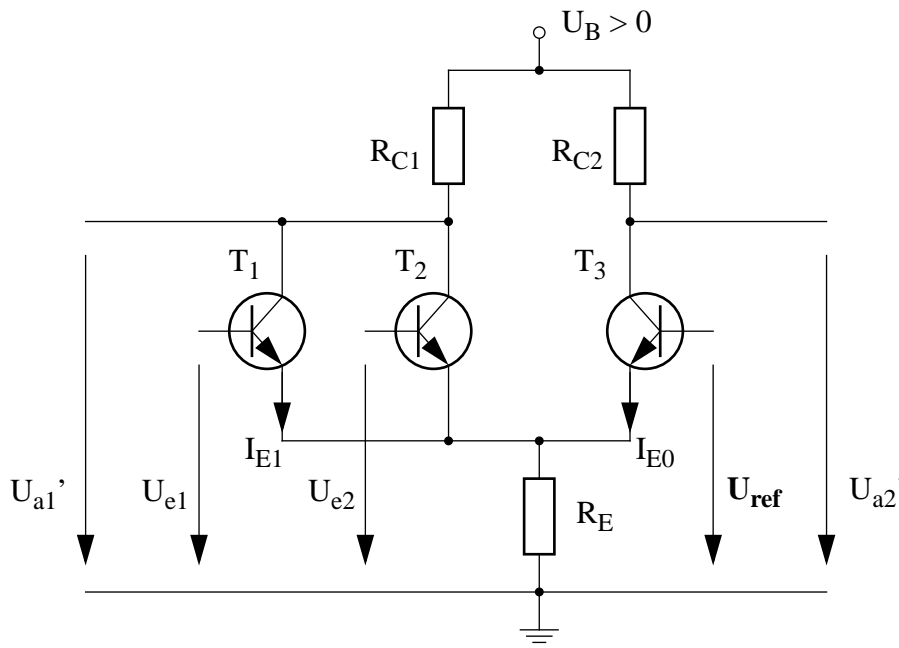 U_B > 0
R_C1
R_C2
T_1
T_2
T_3
I_E1
I_E0
U_a1’
U_e1
U_e2
R_E
U_ref
U_a2’